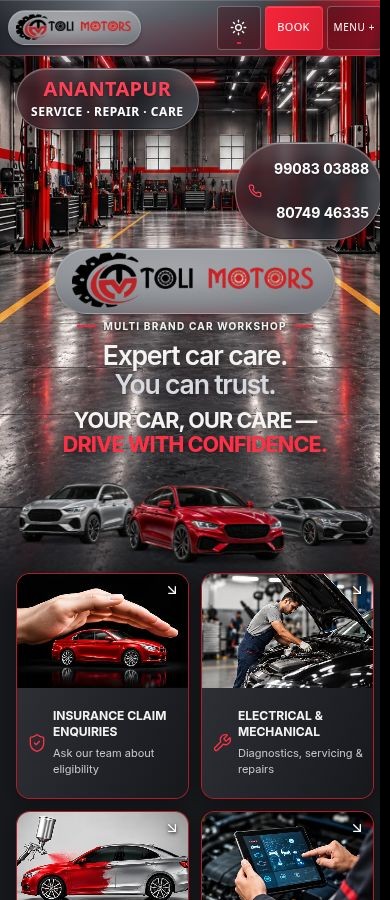 TOLI MOTORS
BOOK
MENU +
ANANTAPUR
SERVICE · REPAIR · CARE
99083 03888
80749 46335
TOLI MOTORS
MULTI BRAND CAR WORKSHOP
Expert car care.
You can trust.
YOUR CAR, OUR CARE —
DRIVE WITH CONFIDENCE.
INSURANCE CLAIM
ENQUIRIES
Ask our team about
eligibility
ELECTRICAL &
MECHANICAL
Diagnostics, servicing &
repairs